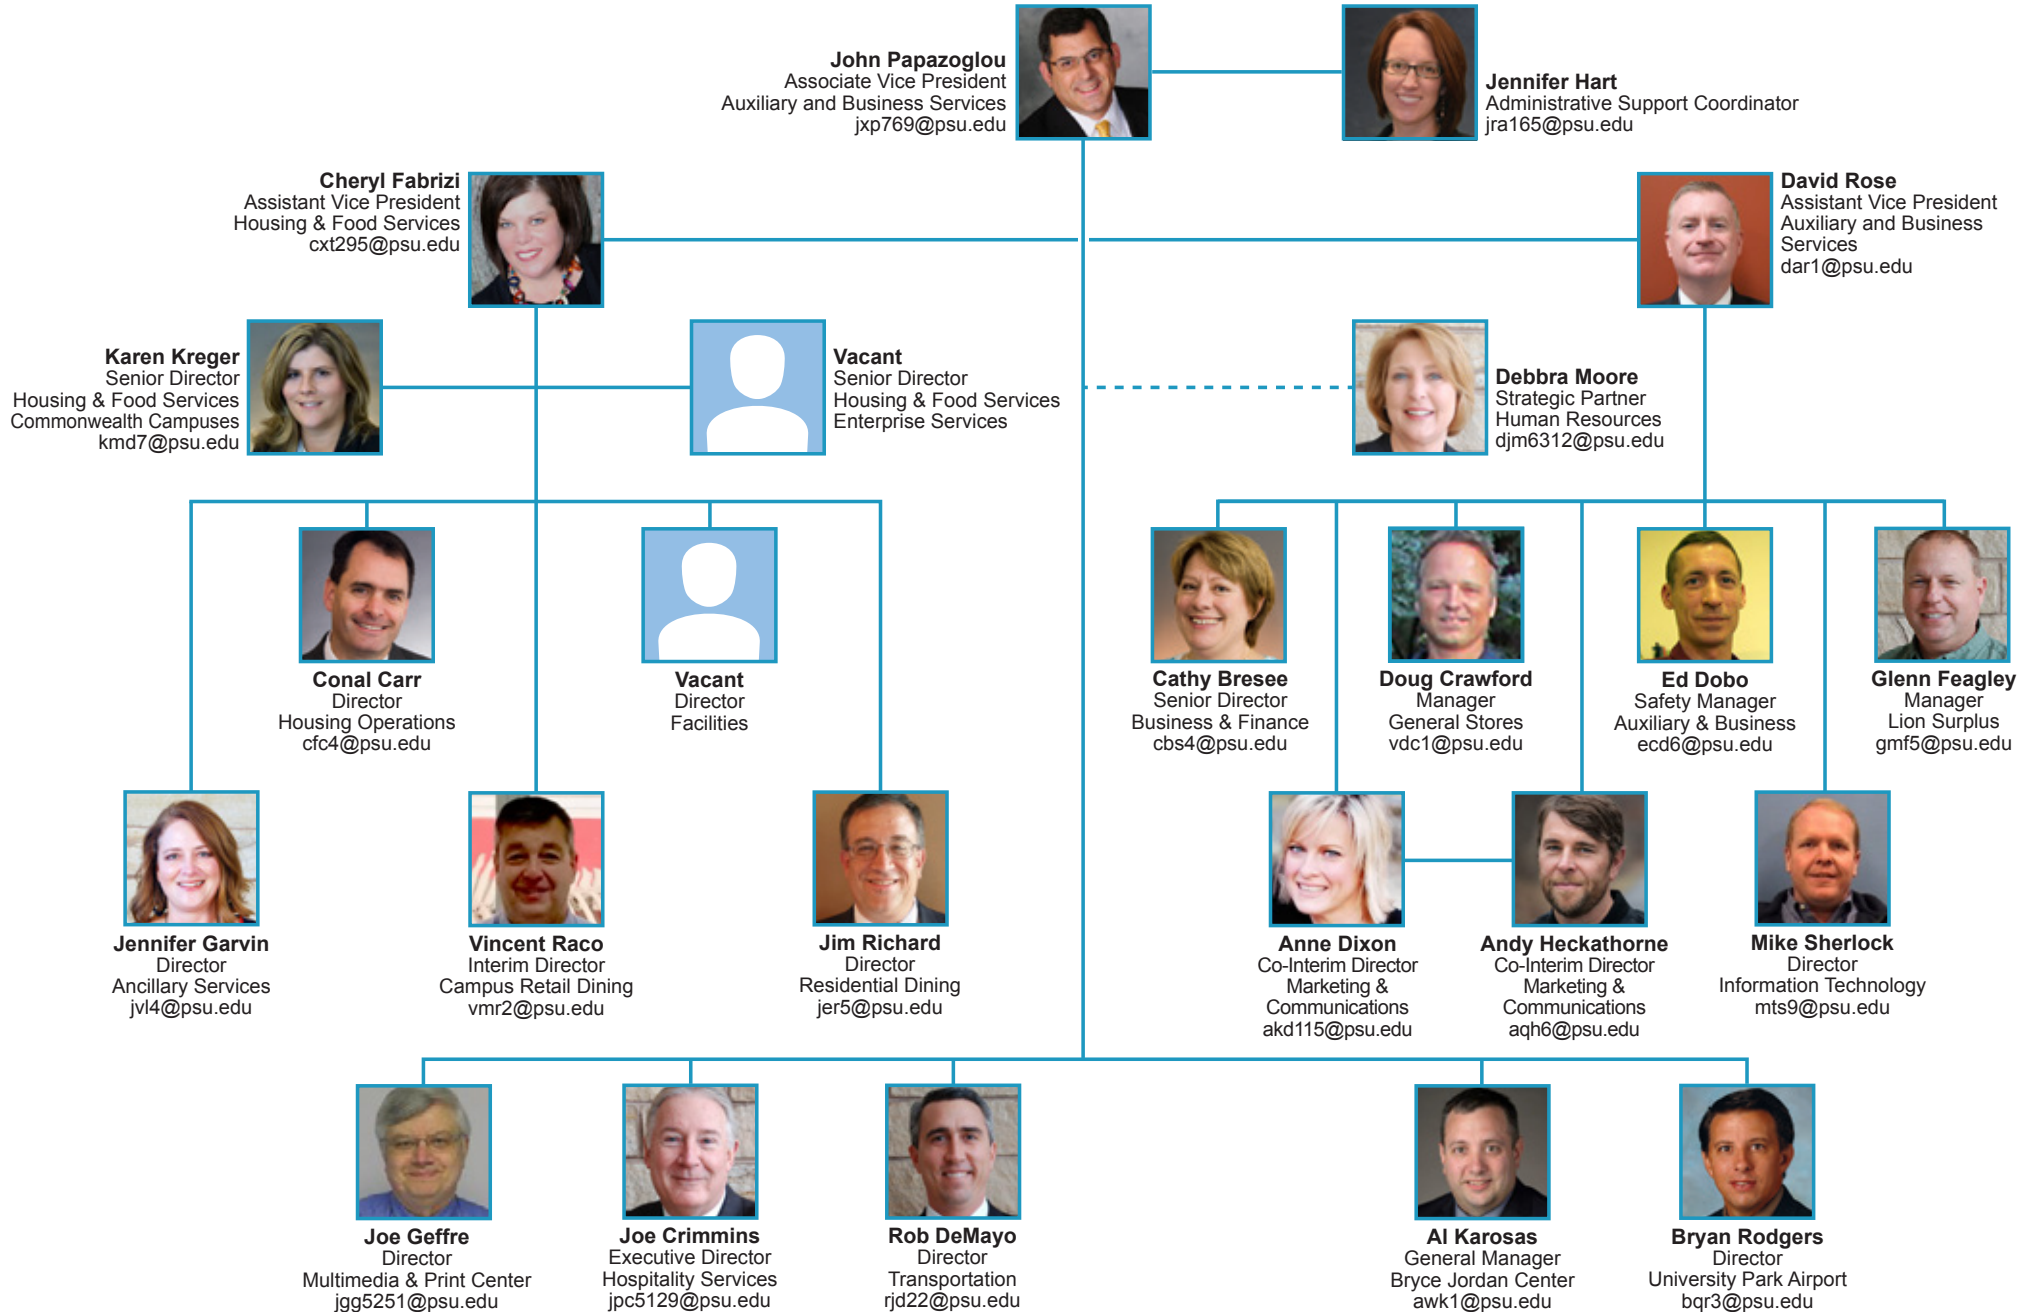 John Papazoglou
Associate Vice President
Auxiliary and Business Services
jxp769@psu.edu
Jennifer Hart
Administrative Support Coordinator
jra165@psu.edu
Cheryl Fabrizi
Assistant Vice President
Housing & Food Services
cxt295@psu.edu
David Rose
Assistant Vice President
Auxiliary and Business
Services
dar1@psu.edu
Karen Kreger
Senior Director
Housing & Food Services
Commonwealth Campuses
kmd7@psu.edu
Vacant
Senior Director
Housing & Food Services
Enterprise Services
Debbra Moore
Strategic Partner
Human Resources
djm6312@psu.edu
Conal Carr
Director
Housing Operations
cfc4@psu.edu
Vacant
Director
Facilities
Cathy Bresee
Senior Director
Business & Finance
cbs4@psu.edu
Doug Crawford
Manager
General Stores
vdc1@psu.edu
Ed Dobo
Safety Manager
Auxiliary & Business
ecd6@psu.edu
Glenn Feagley
Manager
Lion Surplus
gmf5@psu.edu
Jennifer Garvin
Director
Ancillary Services
jvl4@psu.edu
Vincent Raco
Interim Director
Campus Retail Dining
vmr2@psu.edu
Jim Richard
Director
Residential Dining
jer5@psu.edu
Anne Dixon
Co-Interim Director
Marketing &
Communications
akd115@psu.edu
Andy Heckathorne
Co-Interim Director
Marketing &
Communications
aqh6@psu.edu
Mike Sherlock
Director
Information Technology
mts9@psu.edu
Joe Geffre
Director
Multimedia & Print Center
jgg5251@psu.edu
Joe Crimmins
Executive Director
Hospitality Services
jpc5129@psu.edu
Rob DeMayo
Director
Transportation
rjd22@psu.edu
Al Karosas
General Manager
Bryce Jordan Center
awk1@psu.edu
Bryan Rodgers
Director
University Park Airport
bqr3@psu.edu